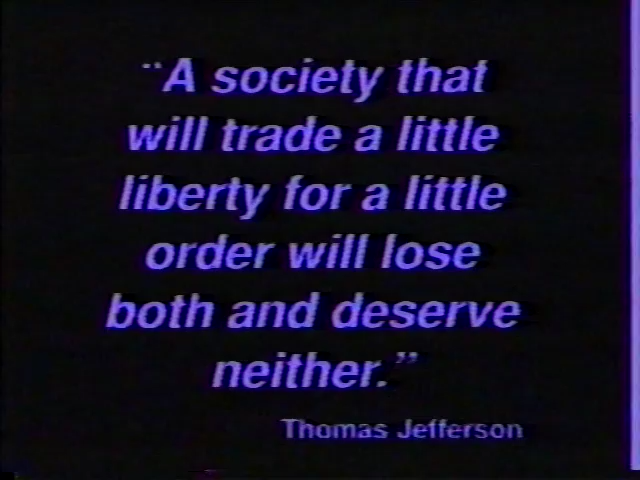 "A society that
will trade a little
liberty for a little
order will lose
both and deserve
neither.”
Thomas Jefferson